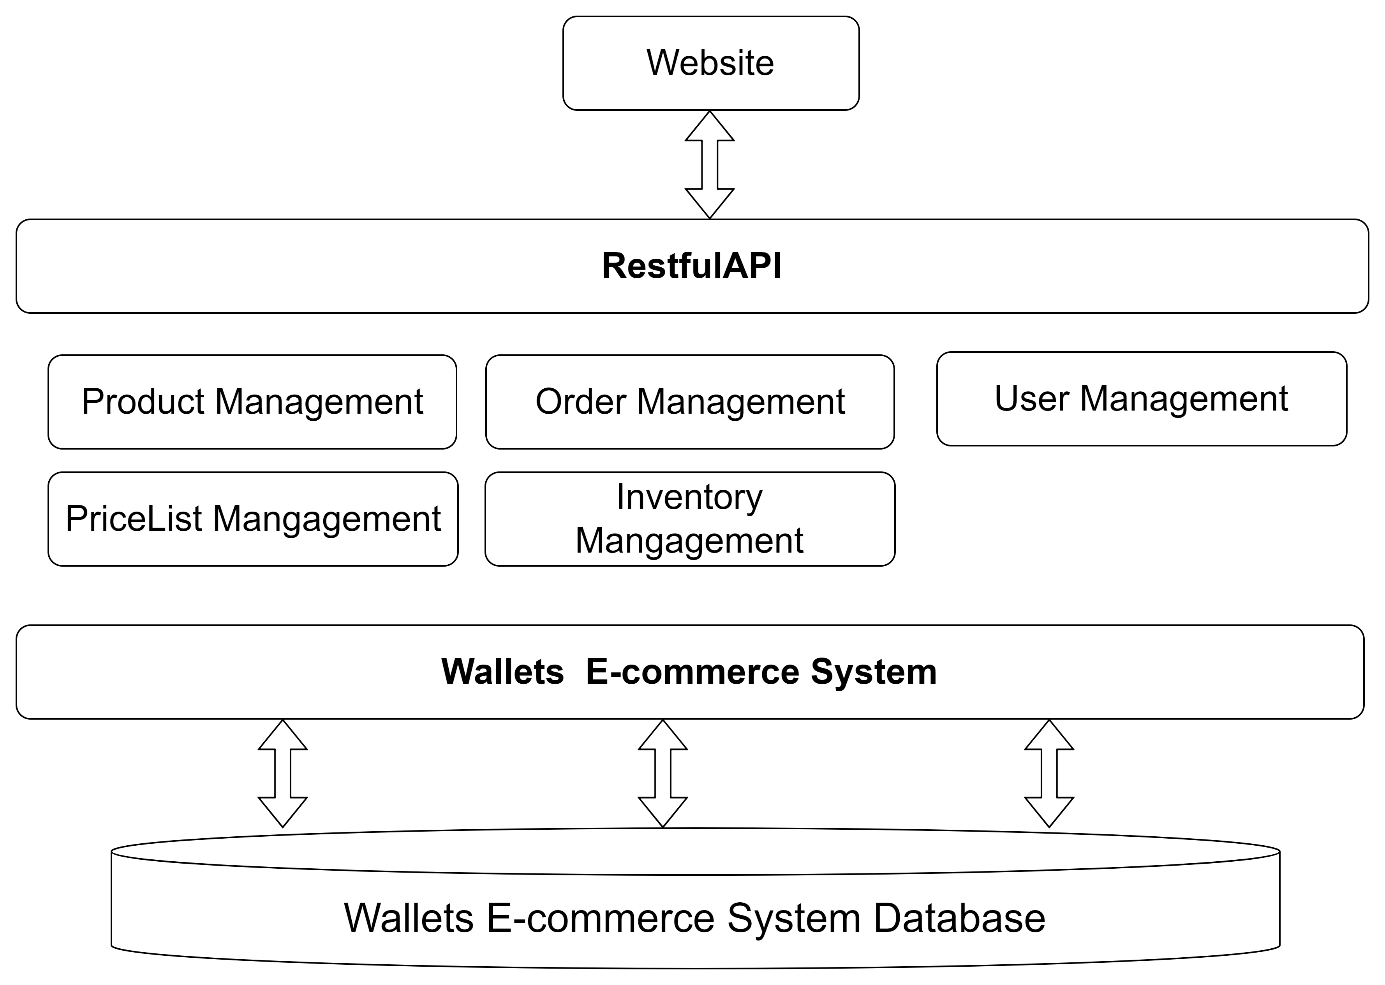 Website
RestfulAPI
Product Management
Order Management
User Management
PriceList Mangagement
Inventory
Mangagement
Wallets  E-commerce System
Wallets E-commerce System Database